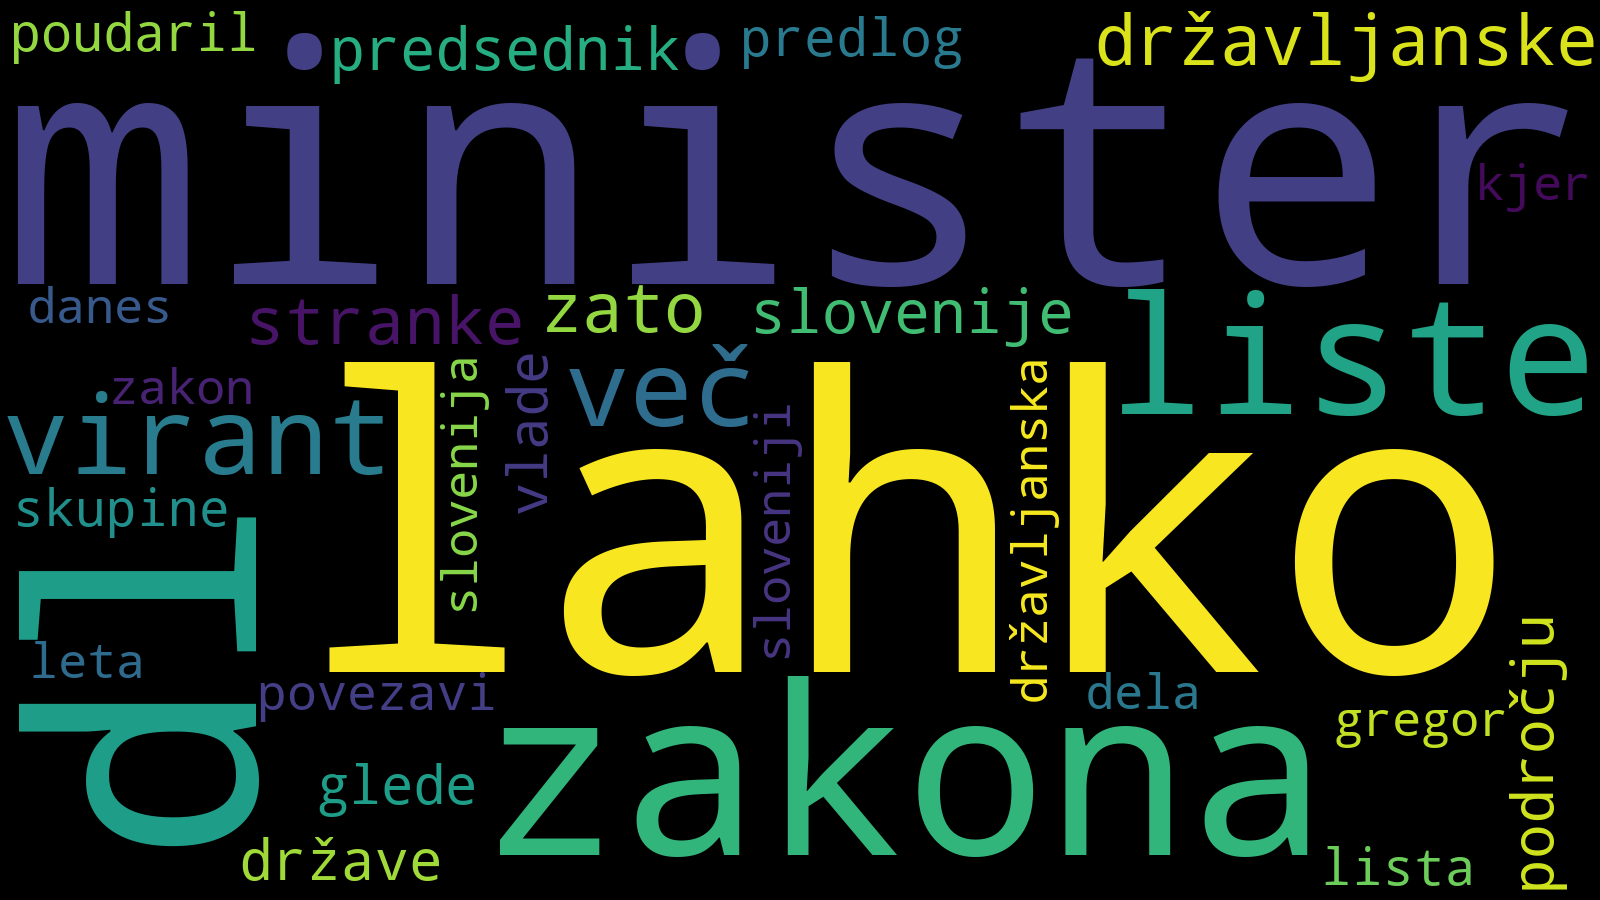 poudaril
predsednik
predlog
državljanske
minister
kjer
danes
stranke
zato
slovenije
liste
zakon
virant
več
lahko
slovenija
vlade
sloveniji
državljanska
skupine
dl
leta
povezavi
zakona
dela
gregor
področju
glede
države
lista